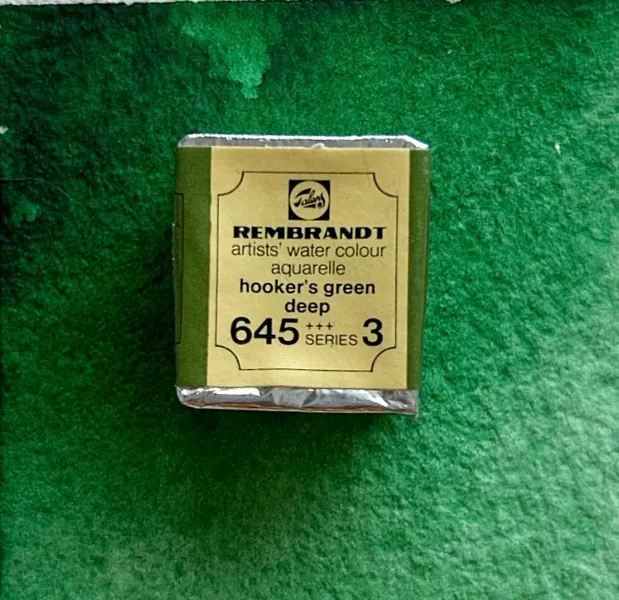 Talens
REMBRANDT
artists' water colour
aquarelle
hooker's green
deep
645 +++ SERIES 3